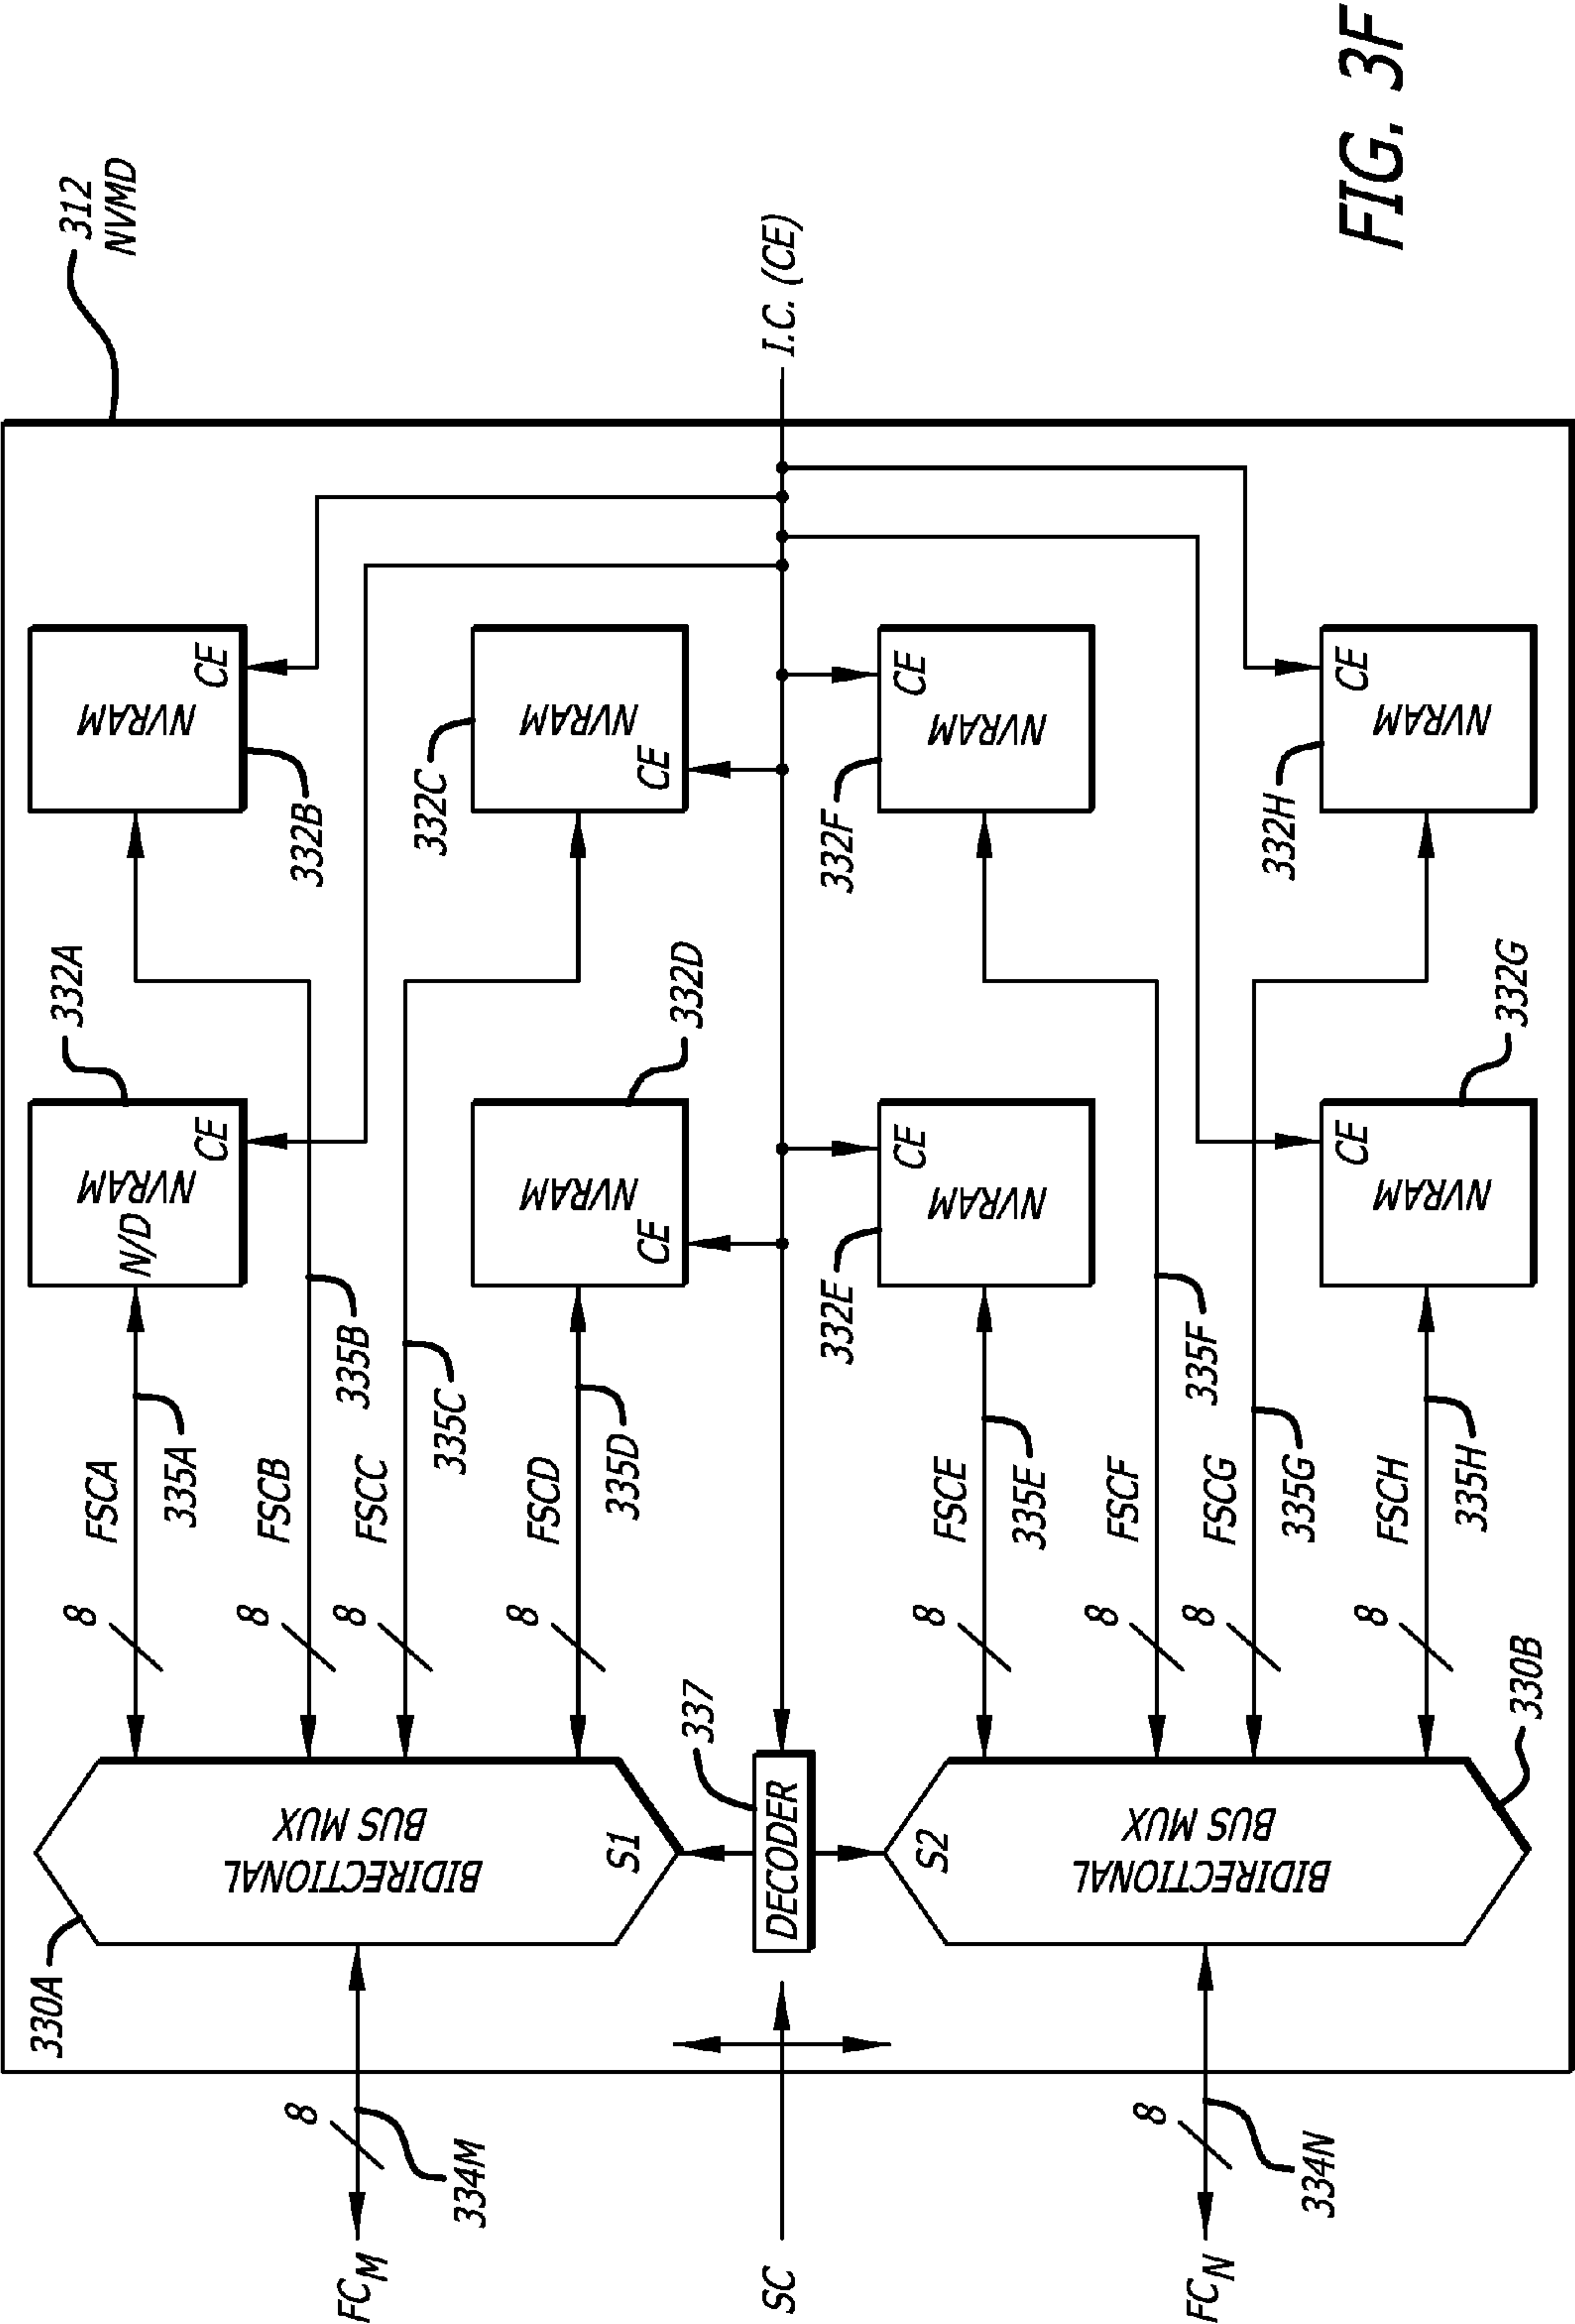 312
NVMD
330A
BIDIRECTIONAL
BUS MUX
S1
8
FSCA
335A
NVRAM
N/D
CE
332A
8
FSCB
335B
NVRAM
CE
332B
8
FSCC
335C
NVRAM
CE
332C
8
FSCD
335D
NVRAM
CE
332D
FCM
8
334M
SC
DECODER
337
I.C. (CE)
FCN
8
334N
BIDIRECTIONAL
BUS MUX
S2
330B
8
FSCE
335E
NVRAM
CE
332E
8
FSCF
335F
NVRAM
CE
332F
8
FSCG
335G
NVRAM
CE
332G
8
FSCH
335H
NVRAM
CE
332H
FIG. 3F